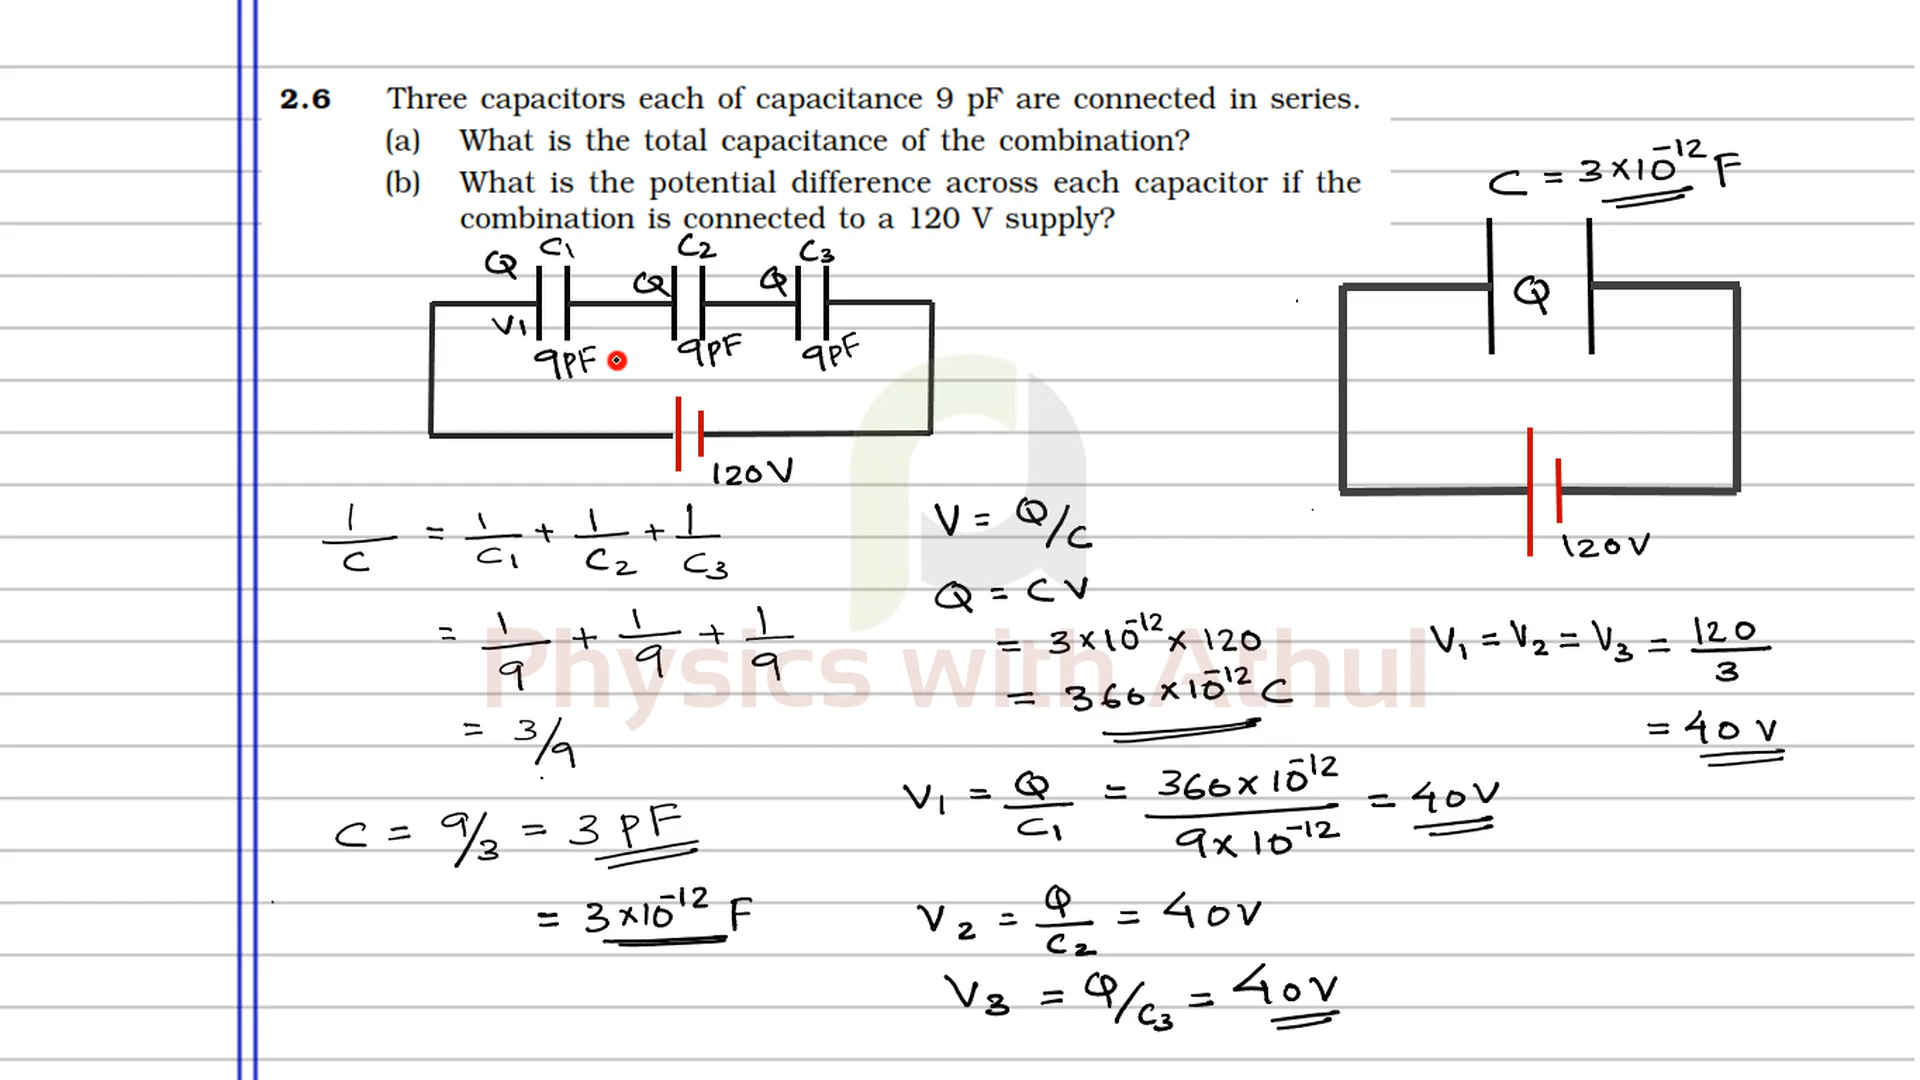 2.6 Three capacitors each of capacitance 9 pF are connected in series.
(a) What is the total capacitance of the combination?
(b) What is the potential difference across each capacitor if the
combination is connected to a 120 V supply?
C = 3×10⁻¹² F
C₁ C₂ C₃
Q Q Q
V₁
9PF 9PF 9PF
120V
Q
120V
1/C = 1/C₁ + 1/C₂ + 1/C₃
= 1/9 + 1/9 + 1/9
= 3/9
C = 9/3 = 3 PF
= 3×10⁻¹² F
V = Q/C
Q = CV
= 3×10⁻¹² × 120
= 360 × 10⁻¹² C
V₁ = Q/C₁ = 360×10⁻¹² / 9×10⁻¹² = 40V
V₂ = Q/C₂ = 40V
V₃ = Q/C₃ = 40V
V₁ = V₂ = V₃ = 120/3
= 40 V
Physics with Athul